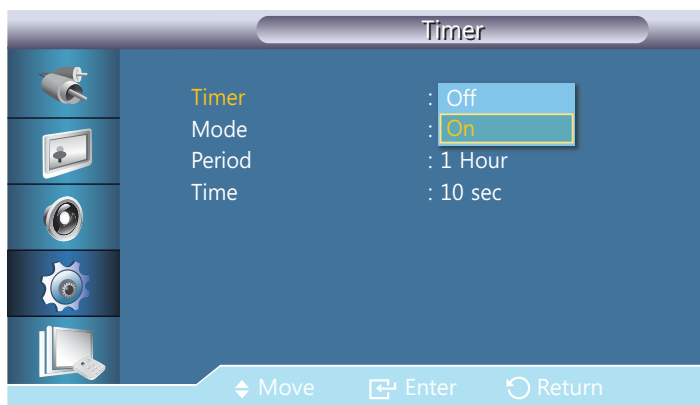 Timer
Timer : Off
Mode : On
Period : 1 Hour
Time : 10 sec
Move Enter Return